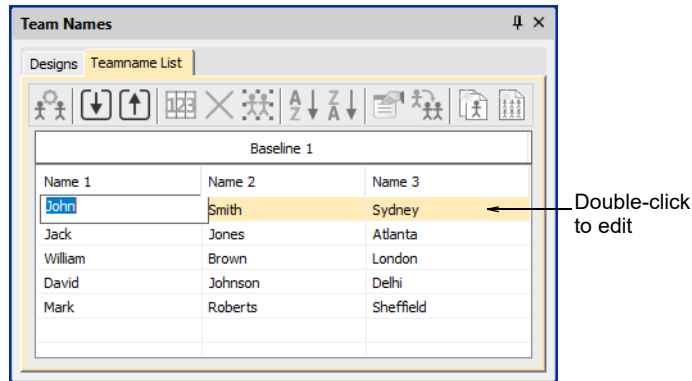 Team Names
Designs Teamname List
123 A Z Z A
Baseline 1
Name 1 Name 2 Name 3
John Smith Sydney
Jack Jones Atlanta
William Brown London
David Johnson Delhi
Mark Roberts Sheffield
Double-click
to edit